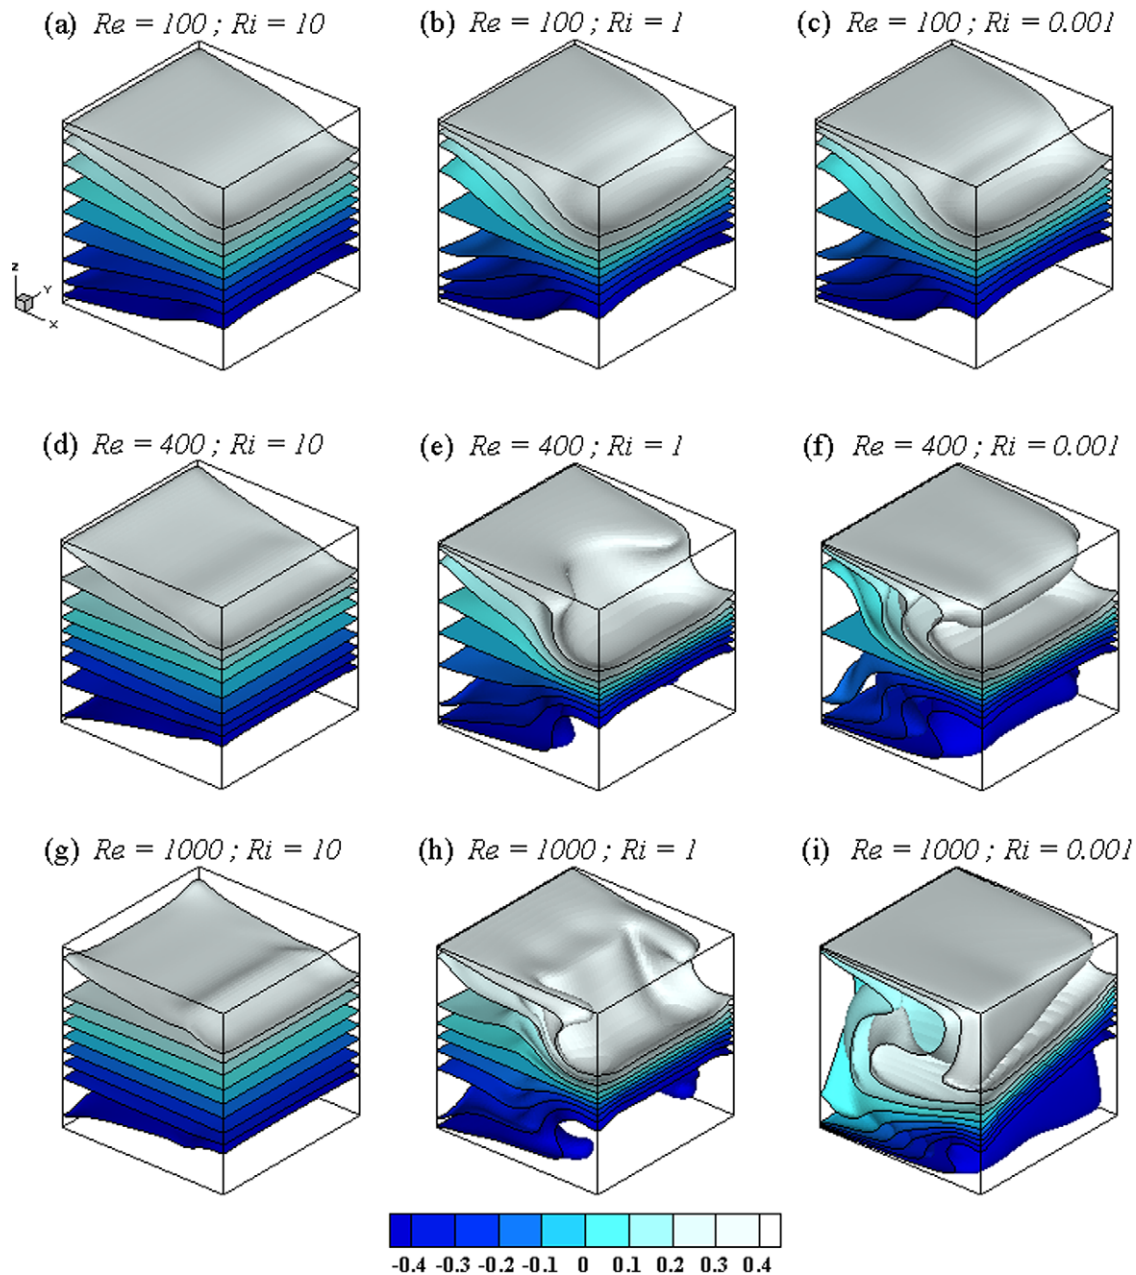 (a) Re = 100 ; Ri = 10
(b) Re = 100 ; Ri = 1
(c) Re = 100 ; Ri = 0.001
Z
Y
X
(d) Re = 400 ; Ri = 10
(e) Re = 400 ; Ri = 1
(f) Re = 400 ; Ri = 0.001
(g) Re = 1000 ; Ri = 10
(h) Re = 1000 ; Ri = 1
(i) Re = 1000 ; Ri = 0.001
-0.4 -0.3 -0.2 -0.1 0 0.1 0.2 0.3 0.4